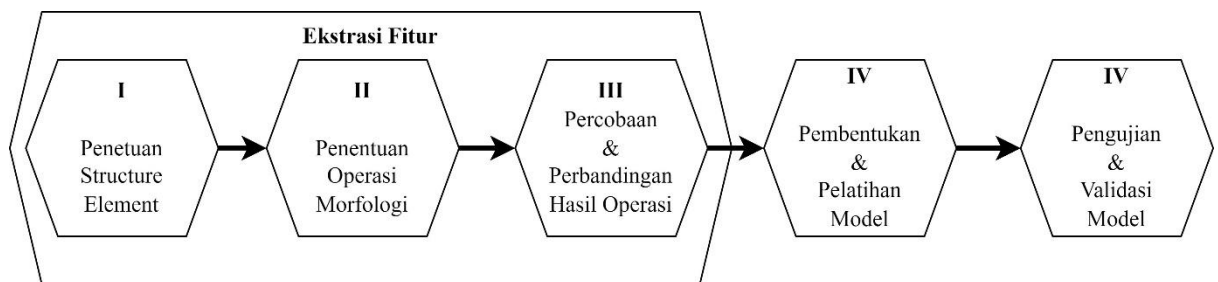 Ekstrasi Fitur
I
Penetuan
Structure
Element
II
Penentuan
Operasi
Morfologi
III
Percobaan
&
Perbandingan
Hasil Operasi
IV
Pembentukan
&
Pelatihan
Model
IV
Pengujian
&
Validasi
Model